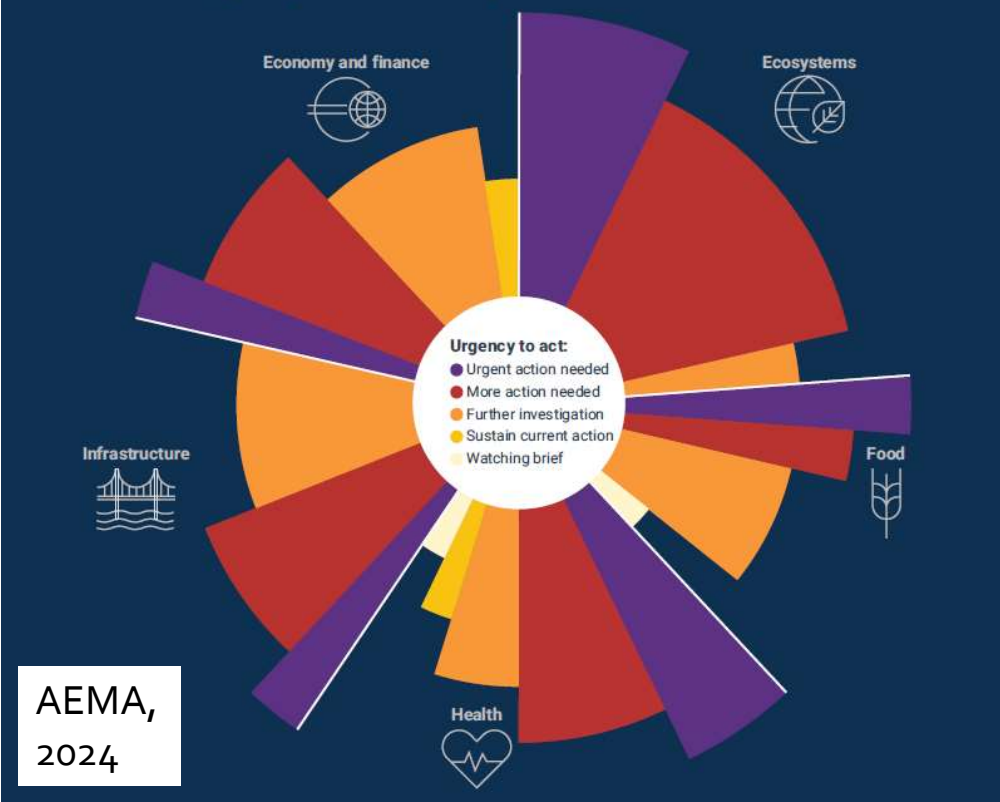 Economy and finance
Ecosystems
Urgency to act:
Urgent action needed
More action needed
Further investigation
Sustain current action
Watching brief
Infrastructure
Food
Health
AEMA,
2024